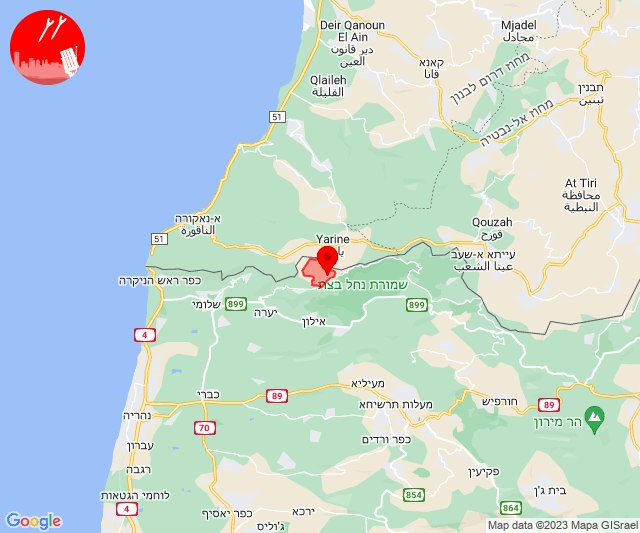 Deir Qanoun
El Ain
دير قانون
العين
Mjadel
مجادل
קאנא
قانا
מחוז דרום לבנון
Qlaileh
القليلة
תבנין
تبنين
51
מחוז אל-נבטיה
At Tiri
محافظة
النبطية
א-נאקורה
الناقورة
Qouzah
قوزح
51
Yarine
עייתא א-שעב
عيتا الشعب
כפר ראש הניקרה
שמורת נחל בצת
899
899
שלומי
יערה
אילון
4
מעיליא
כברי
89
חורפיש
89
מעלות תרשיחא
נהריה
70
הר מירון
כפר ורדים
עברון
רגבה
פקיעין
לוחמי הגטאות
854
בית ג'ן
4
כפר יאסיף
ירכא
864
ג'וליס
Google
Map data ©2023 Mapa GISrael